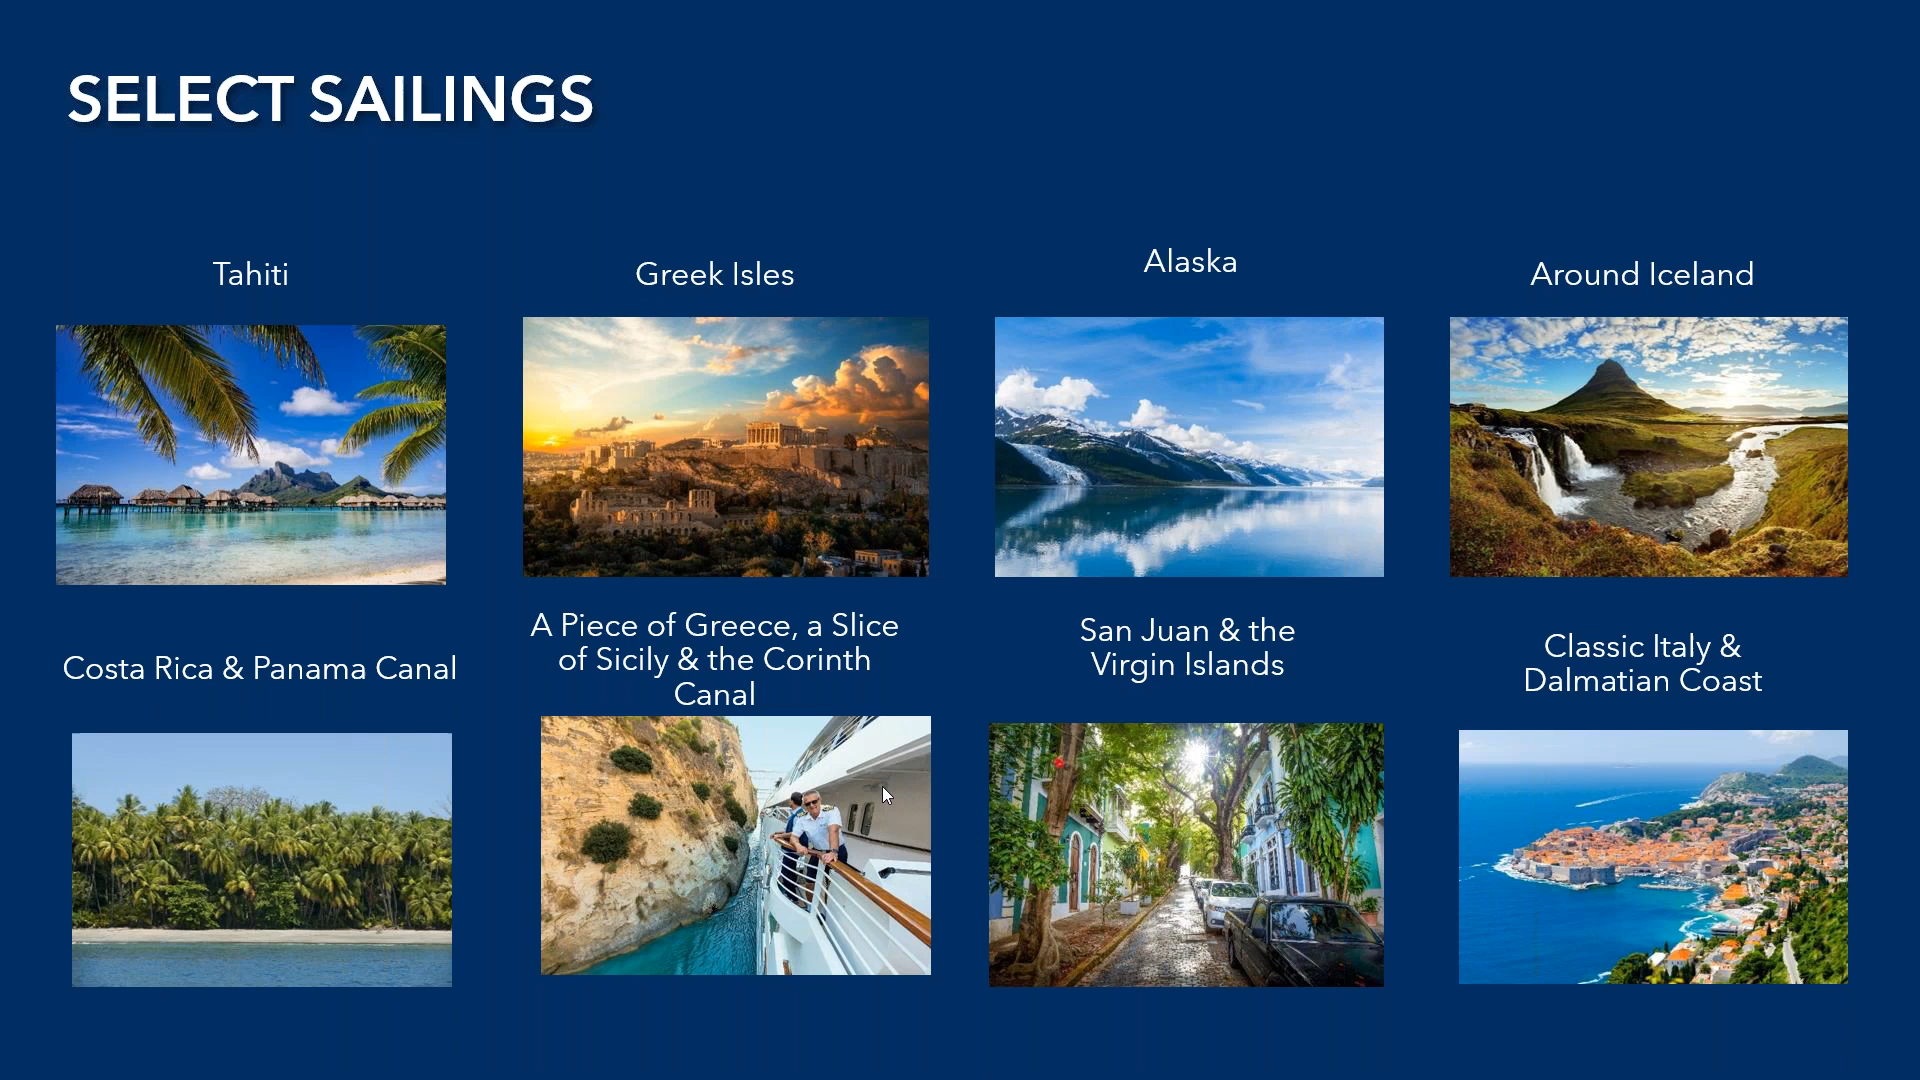 SELECT SAILINGS
Tahiti
Greek Isles
Alaska
Around Iceland
Costa Rica & Panama Canal
A Piece of Greece, a Slice
of Sicily & the Corinth
Canal
San Juan & the
Virgin Islands
Classic Italy &
Dalmatian Coast